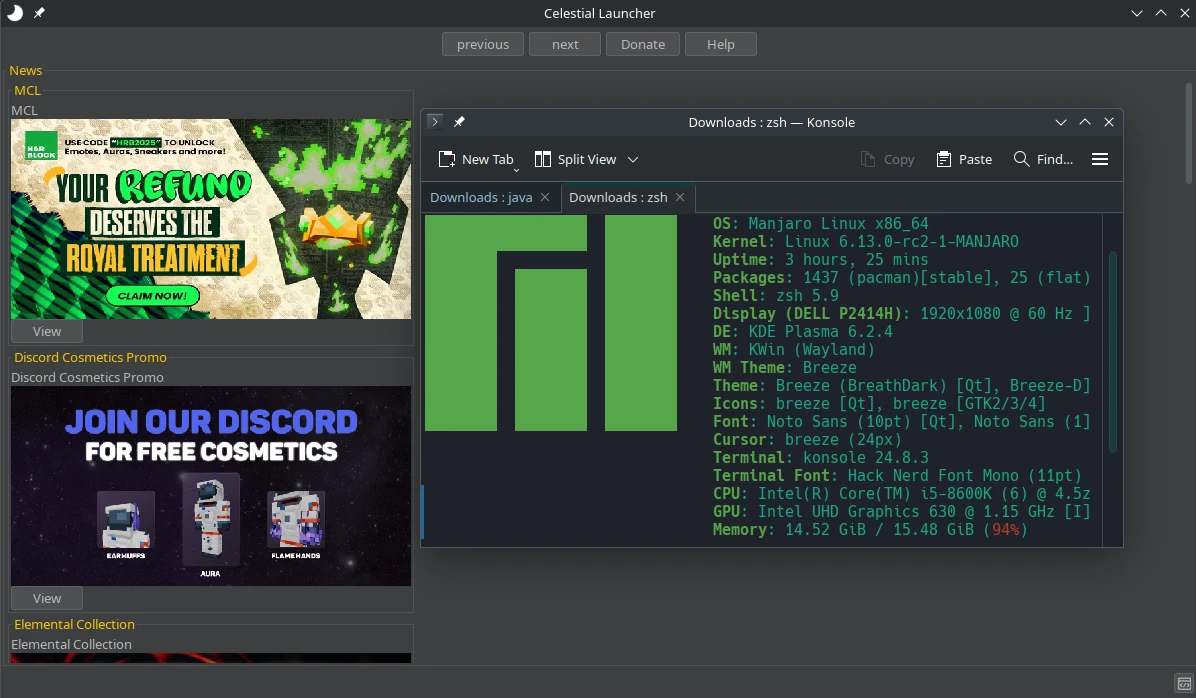 Celestial Launcher
previous
next
Donate
Help
News
MCL
MCL
H&R BLOCK
USE CODE "HRB2025" TO UNLOCK
Emotes, Auras, Sneakers and more!
YOUR REFUND
DESERVES THE
ROYAL TREATMENT
CLAIM NOW!
View
Discord Cosmetics Promo
Discord Cosmetics Promo
JOIN OUR DISCORD
FOR FREE COSMETICS
EARMUFFS
AURA
FLAMEHANDS
View
Elemental Collection
Elemental Collection
Downloads : zsh — Konsole
New Tab
Split View
Copy
Paste
Find...
Downloads : java
Downloads : zsh
OS: Manjaro Linux x86_64
Kernel: Linux 6.13.0-rc2-1-MANJARO
Uptime: 3 hours, 25 mins
Packages: 1437 (pacman)[stable], 25 (flat)
Shell: zsh 5.9
Display (DELL P2414H): 1920x1080 @ 60 Hz ]
DE: KDE Plasma 6.2.4
WM: KWin (Wayland)
WM Theme: Breeze
Theme: Breeze (BreathDark) [Qt], Breeze-D]
Icons: breeze [Qt], breeze [GTK2/3/4]
Font: Noto Sans (10pt) [Qt], Noto Sans (1]
Cursor: breeze (24px)
Terminal: konsole 24.8.3
Terminal Font: Hack Nerd Font Mono (11pt)
CPU: Intel(R) Core(TM) i5-8600K (6) @ 4.5z
GPU: Intel UHD Graphics 630 @ 1.15 GHz [I]
Memory: 14.52 GiB / 15.48 GiB (94%)